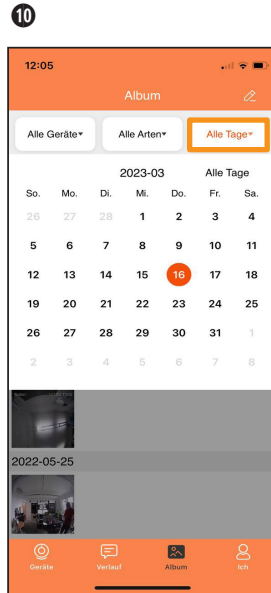 10
12:05
Album
Alle Geräte▾ Alle Arten▾ Alle Tage▾
2023-03 Alle Tage
So. Mo. Di. Mi. Do. Fr. Sa.
26 27 28 1 2 3 4
5 6 7 8 9 10 11
12 13 14 15 16 17 18
19 20 21 22 23 24 25
26 27 28 29 30 31 1
2 3 4 5 6 7 8
2022-05-25
Geräte Verlauf Album Ich